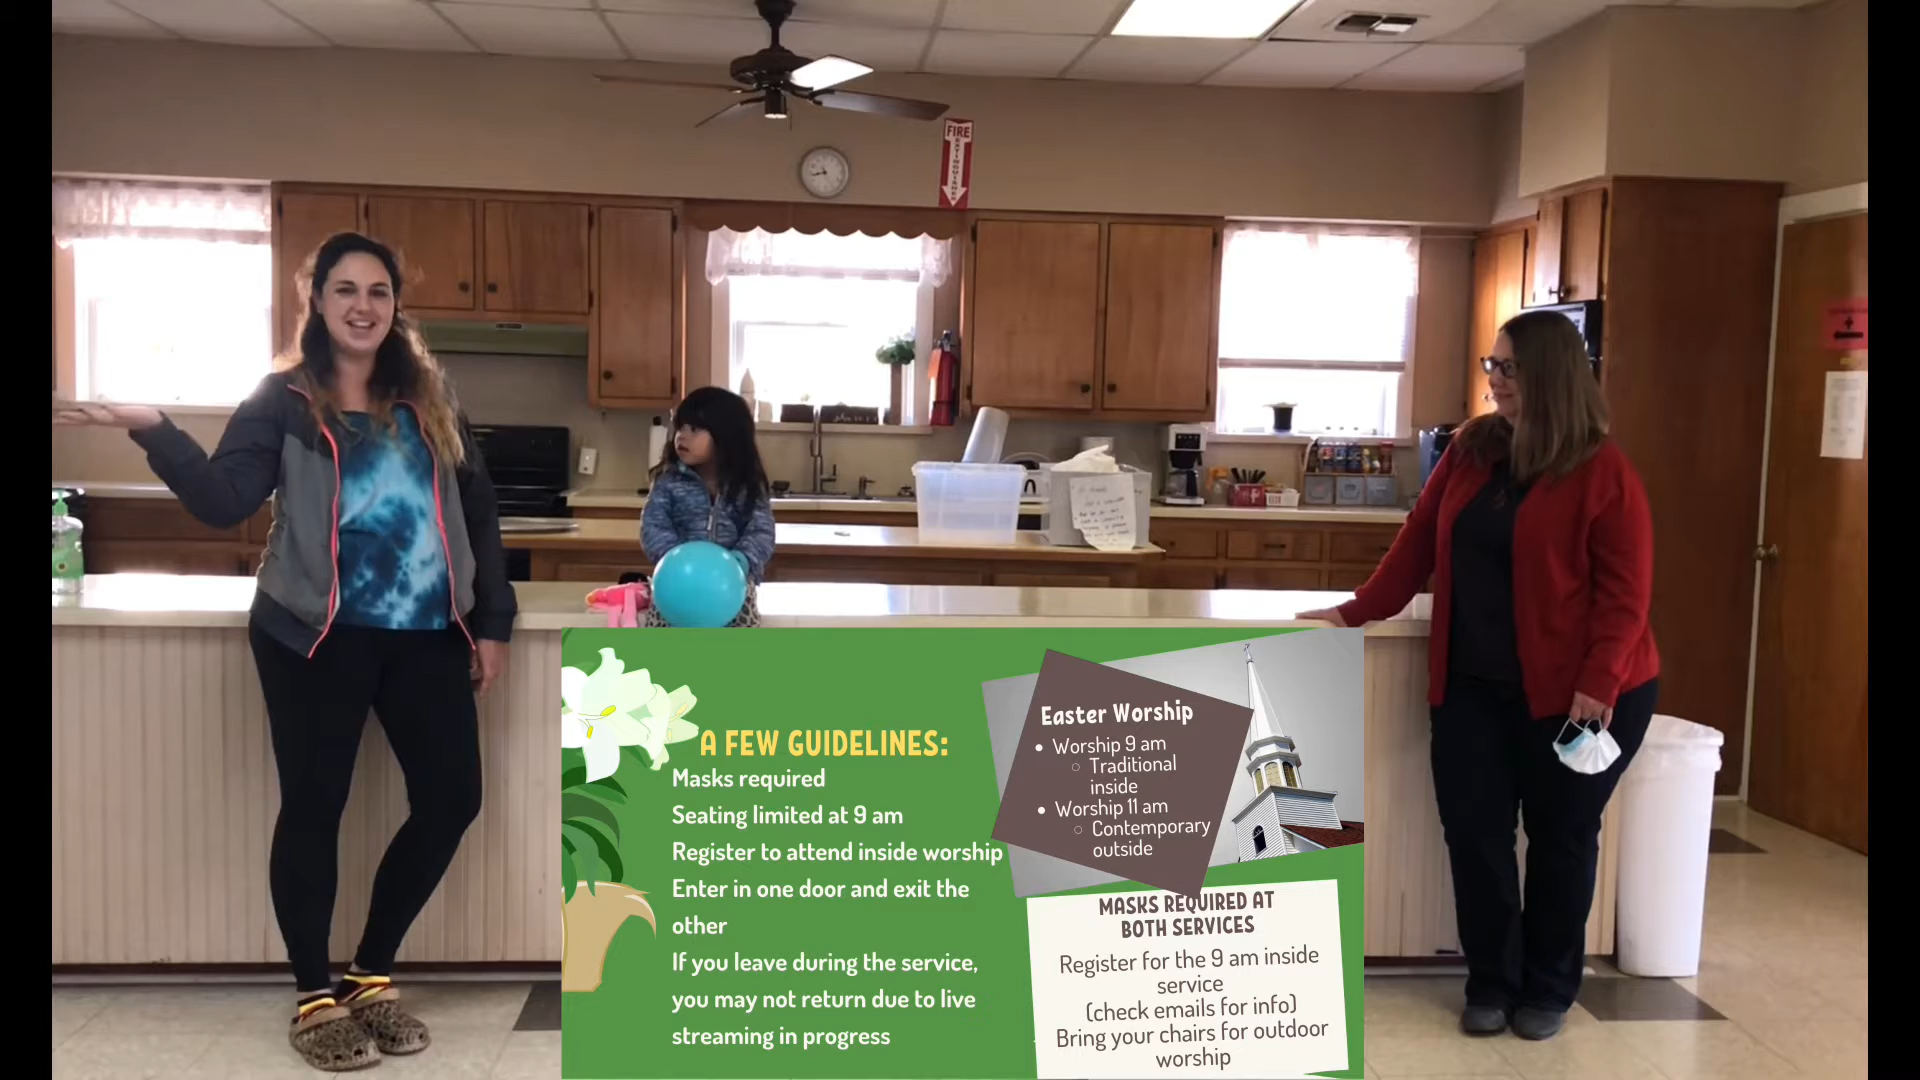 FIRE
EXTINGUISHER
A FEW GUIDELINES:
Masks required
Seating limited at 9 am
Register to attend inside worship
Enter in one door and exit the
other
If you leave during the service,
you may not return due to live
streaming in progress
Easter Worship
• Worship 9 am
○ Traditional
inside
• Worship 11 am
○ Contemporary
outside
MASKS REQUIRED AT
BOTH SERVICES
Register for the 9 am inside
service
(check emails for info)
Bring your chairs for outdoor
worship